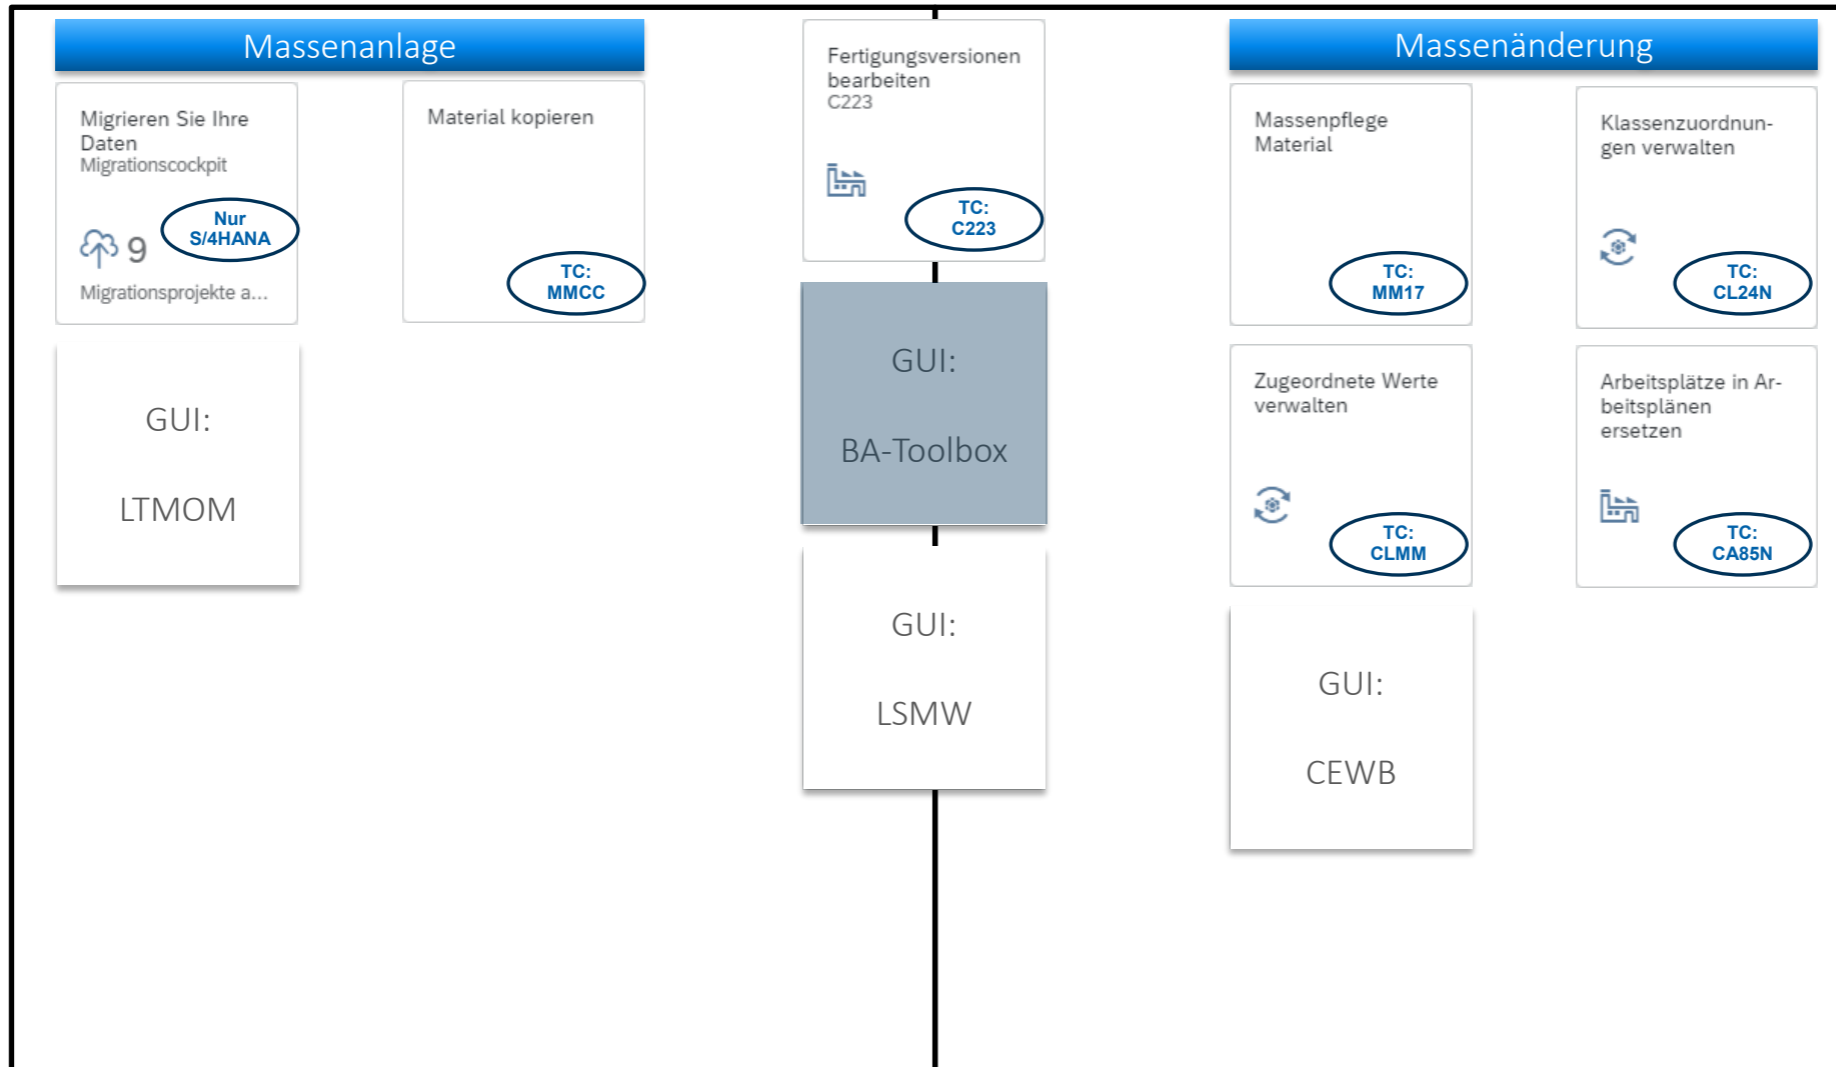 Massenanlage
Migrieren Sie Ihre
Daten
Migrationscockpit
Nur
S/4HANA
9
Migrationsprojekte a...
Material kopieren
TC:
MMCC
GUI:
LTMOM
Fertigungsversionen
bearbeiten
C223
TC:
C223
GUI:
BA-Toolbox
GUI:
LSMW
Massenänderung
Massenpflege
Material
TC:
MM17
Klassenzuordnun-
gen verwalten
TC:
CL24N
Zugeordnete Werte
verwalten
TC:
CLMM
Arbeitsplätze in Ar-
beitsplänen
ersetzen
TC:
CA85N
GUI:
CEWB